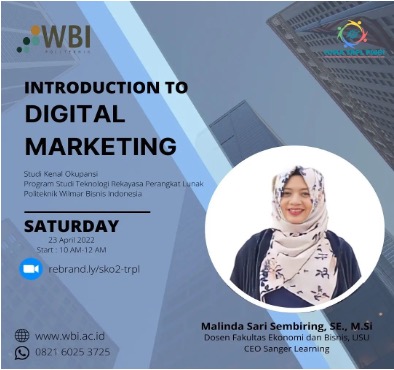 WBI
POLITEKNIK
INTRODUCTION TO
DIGITAL
MARKETING
Studi Kenal Okupansi
Program Studi Teknologi Rekayasa Perangkat Lunak
Politeknik Wilmar Bisnis Indonesia
SATURDAY
23 April 2022
Start : 10 AM-12 AM
rebrand.ly/sko2-trpl
www.wbi.ac.id
0821 6025 3725
Malinda Sari Sembiring, SE., M.Si
Dosen Fakultas Ekonomi dan Bisnis, USU
CEO Sanger Learning